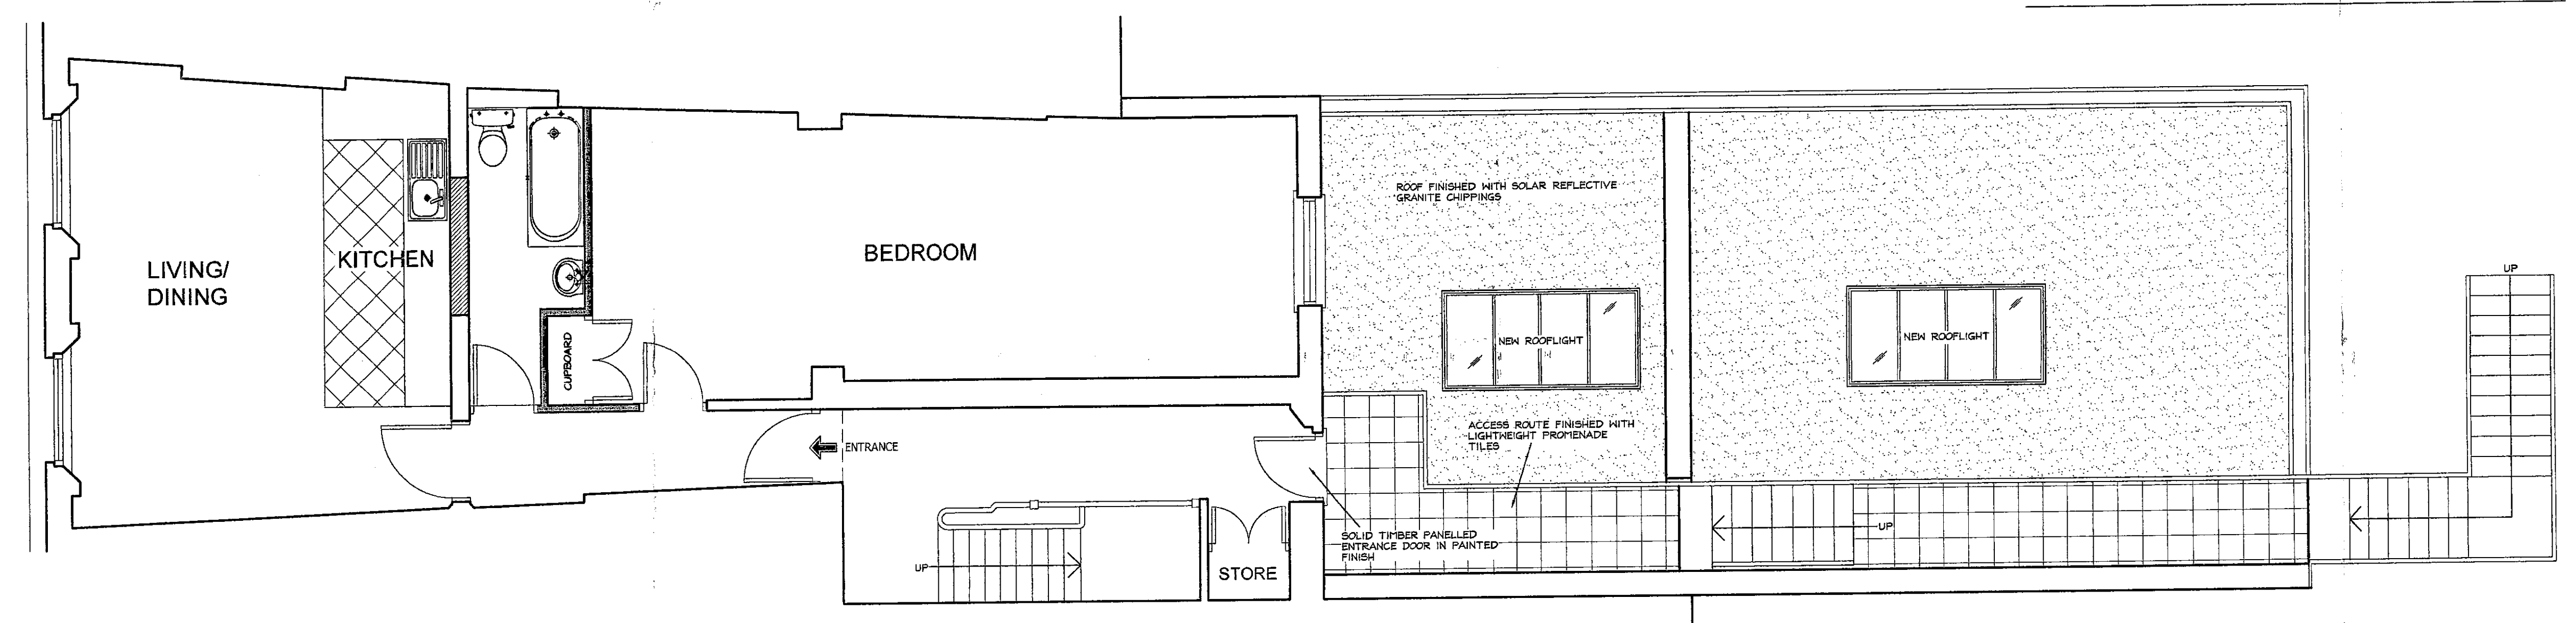 LIVING/
DINING
KITCHEN
CUPBOARD
BEDROOM
ENTRANCE
UP
STORE
ROOF FINISHED WITH SOLAR REFLECTIVE
GRANITE CHIPPINGS
NEW ROOFLIGHT
ACCESS ROUTE FINISHED WITH
LIGHTWEIGHT PROMENADE
TILES
SOLID TIMBER PANELLED
ENTRANCE DOOR IN PAINTED
FINISH
NEW ROOFLIGHT
UP
UP